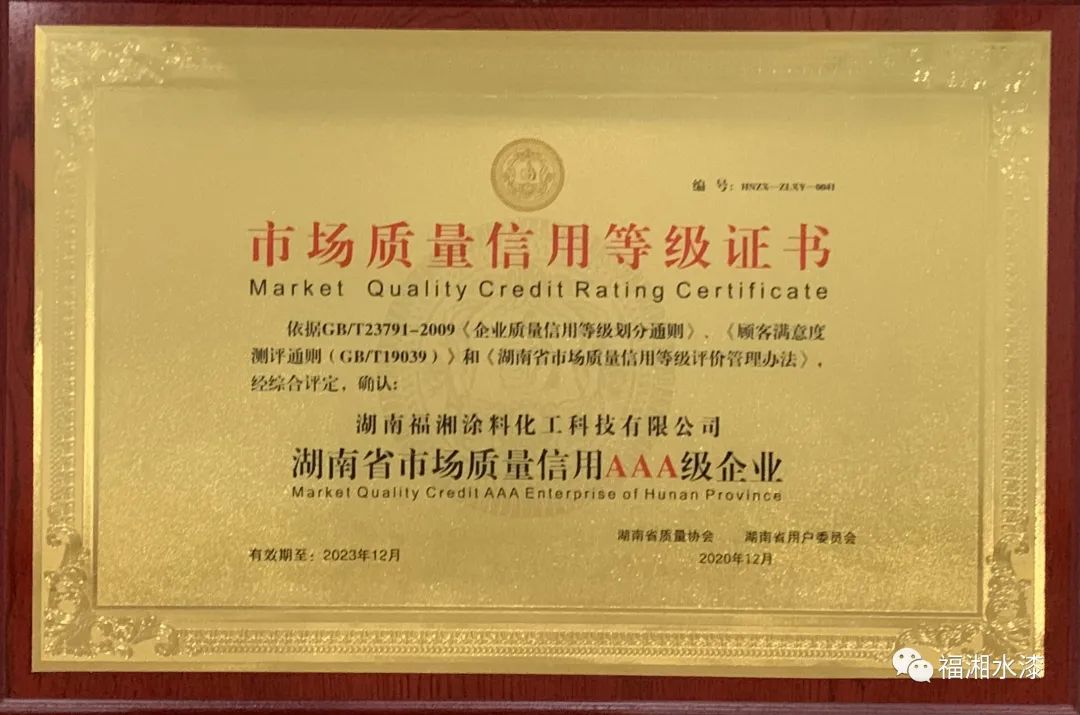 编 号：HNZX—ZLXY—0041
市场质量信用等级证书
Market Quality Credit Rating Certificate
依据GB/T23791-2009《企业质量信用等级划分通则》、《顾客满意度
测评通则（GB/T19039）》和《湖南省市场质量信用等级评价管理办法》，
经综合评定，确认：
湖南福湘涂料化工科技有限公司
湖南省市场质量信用AAA级企业
Market Quality Credit AAA Enterprise of Hunan Province
湖南省质量协会 湖南省用户委员会
有效期至：2023年12月
2020年12月
福湘水漆